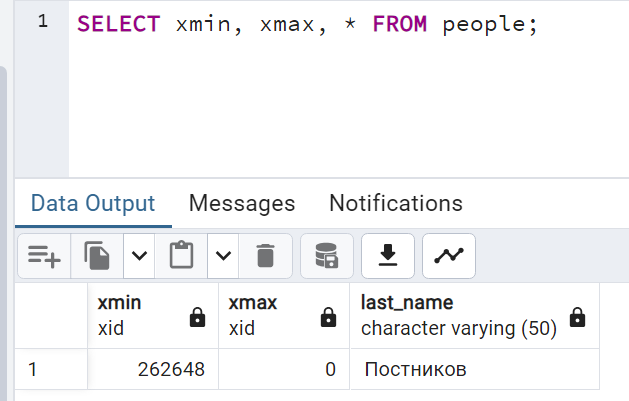 1 SELECT xmin, xmax, * FROM people;
Data Output Messages Notifications
xmin xmax last_name
xid xid character varying (50)
1 262648 0 Постников